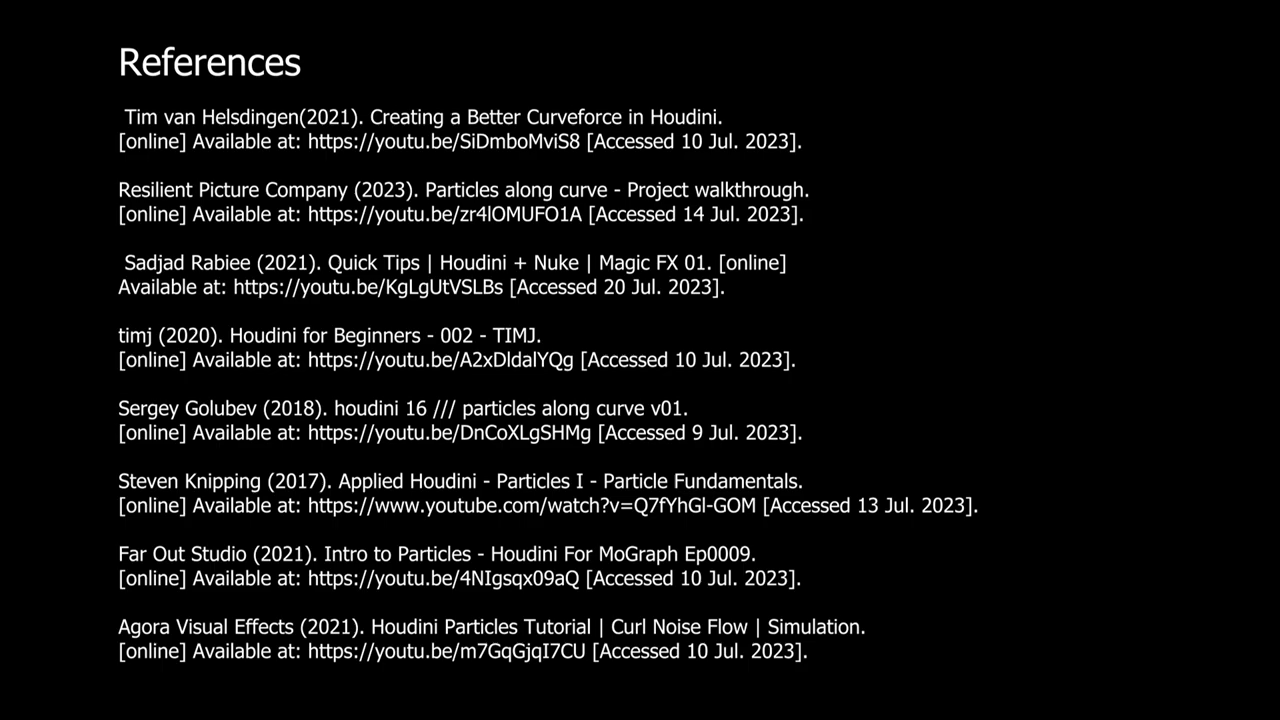 References
Tim van Helsdingen(2021). Creating a Better Curveforce in Houdini.
[online] Available at: https://youtu.be/SiDmboMviS8 [Accessed 10 Jul. 2023].
Resilient Picture Company (2023). Particles along curve - Project walkthrough.
[online] Available at: https://youtu.be/zr4lOMUFO1A [Accessed 14 Jul. 2023].
Sadjad Rabiee (2021). Quick Tips | Houdini + Nuke | Magic FX 01. [online]
Available at: https://youtu.be/KgLgUtVSLBs [Accessed 20 Jul. 2023].
timj (2020). Houdini for Beginners - 002 - TIMJ.
[online] Available at: https://youtu.be/A2xDldalYQg [Accessed 10 Jul. 2023].
Sergey Golubev (2018). houdini 16 /// particles along curve v01.
[online] Available at: https://youtu.be/DnCoXLgSHMg [Accessed 9 Jul. 2023].
Steven Knipping (2017). Applied Houdini - Particles I - Particle Fundamentals.
[online] Available at: https://www.youtube.com/watch?v=Q7fYhGl-GOM [Accessed 13 Jul. 2023].
Far Out Studio (2021). Intro to Particles - Houdini For MoGraph Ep0009.
[online] Available at: https://youtu.be/4NIgsqx09aQ [Accessed 10 Jul. 2023].
Agora Visual Effects (2021). Houdini Particles Tutorial | Curl Noise Flow | Simulation.
[online] Available at: https://youtu.be/m7GqGjqI7CU [Accessed 10 Jul. 2023].